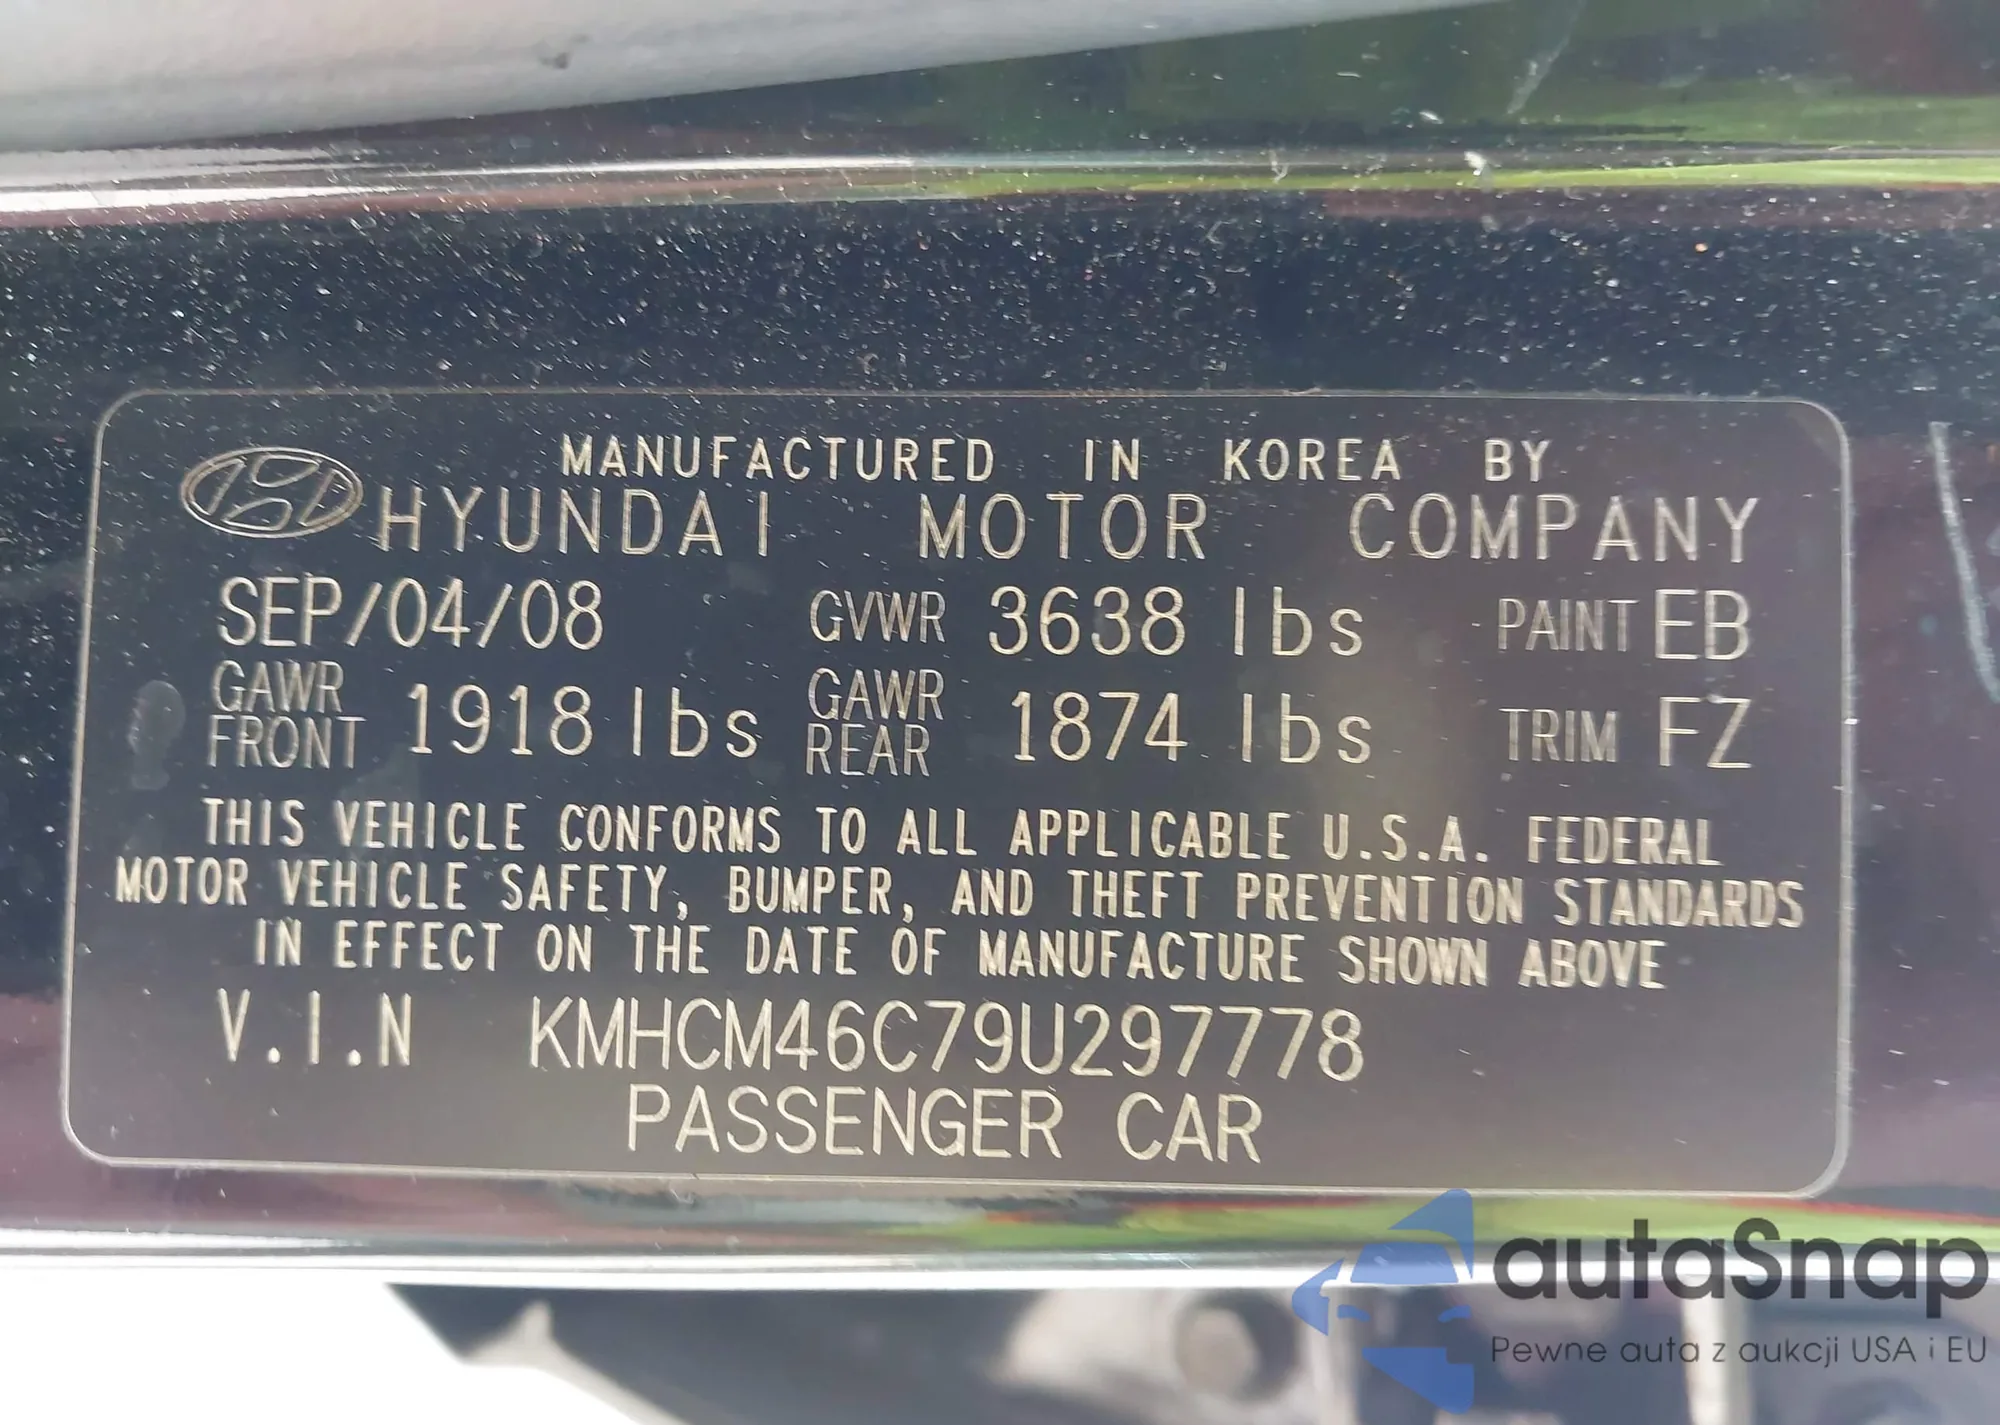 MANUFACTURED IN KOREA BY
HYUNDAI MOTOR COMPANY
SEP/04/08 GVWR 3638 lbs PAINT EB
GAWR FRONT 1918 lbs GAWR REAR 1874 lbs TRIM FZ
THIS VEHICLE CONFORMS TO ALL APPLICABLE U.S.A. FEDERAL
MOTOR VEHICLE SAFETY, BUMPER, AND THEFT PREVENTION STANDARDS
IN EFFECT ON THE DATE OF MANUFACTURE SHOWN ABOVE
V.I.N KMHCM46C79U297778
PASSENGER CAR
autaSnap
Pewne auta z aukcji USA i EU